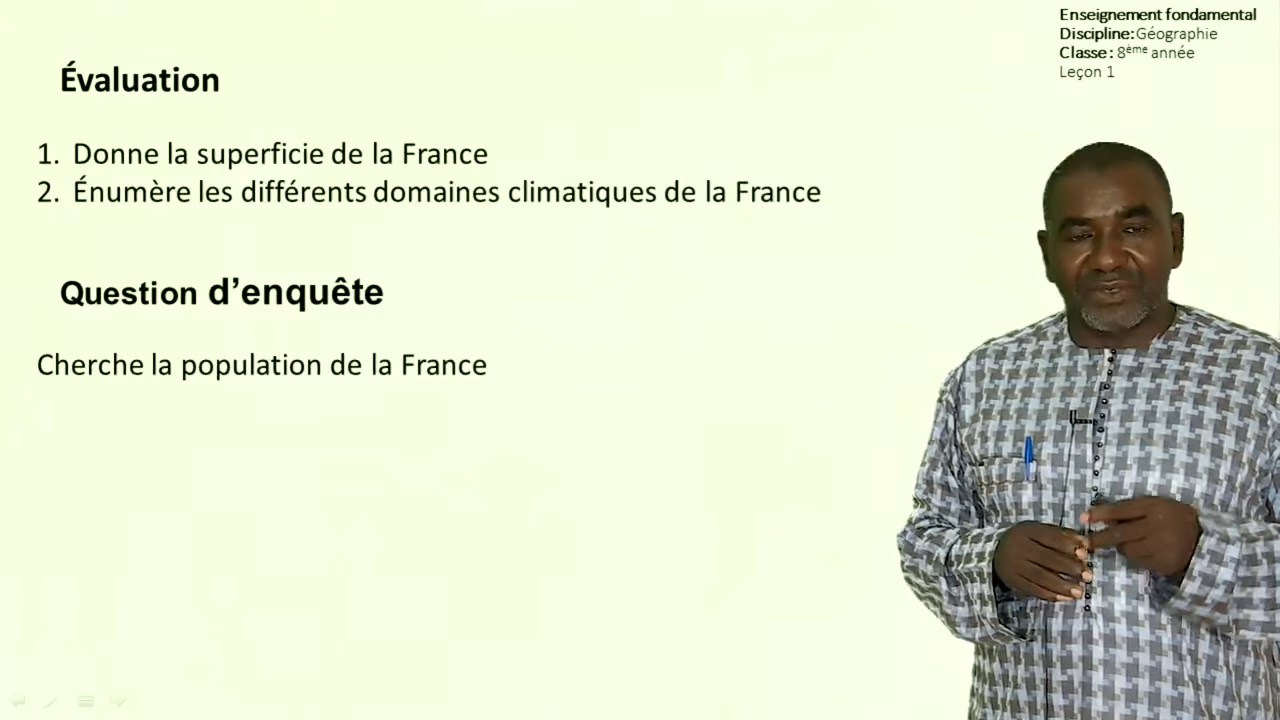 Enseignement fondamental
Discipline: Géographie
Classe: 8ème année
Leçon 1
Évaluation
1. Donne la superficie de la France
2. Énumère les différents domaines climatiques de la France
Question d’enquête
Cherche la population de la France